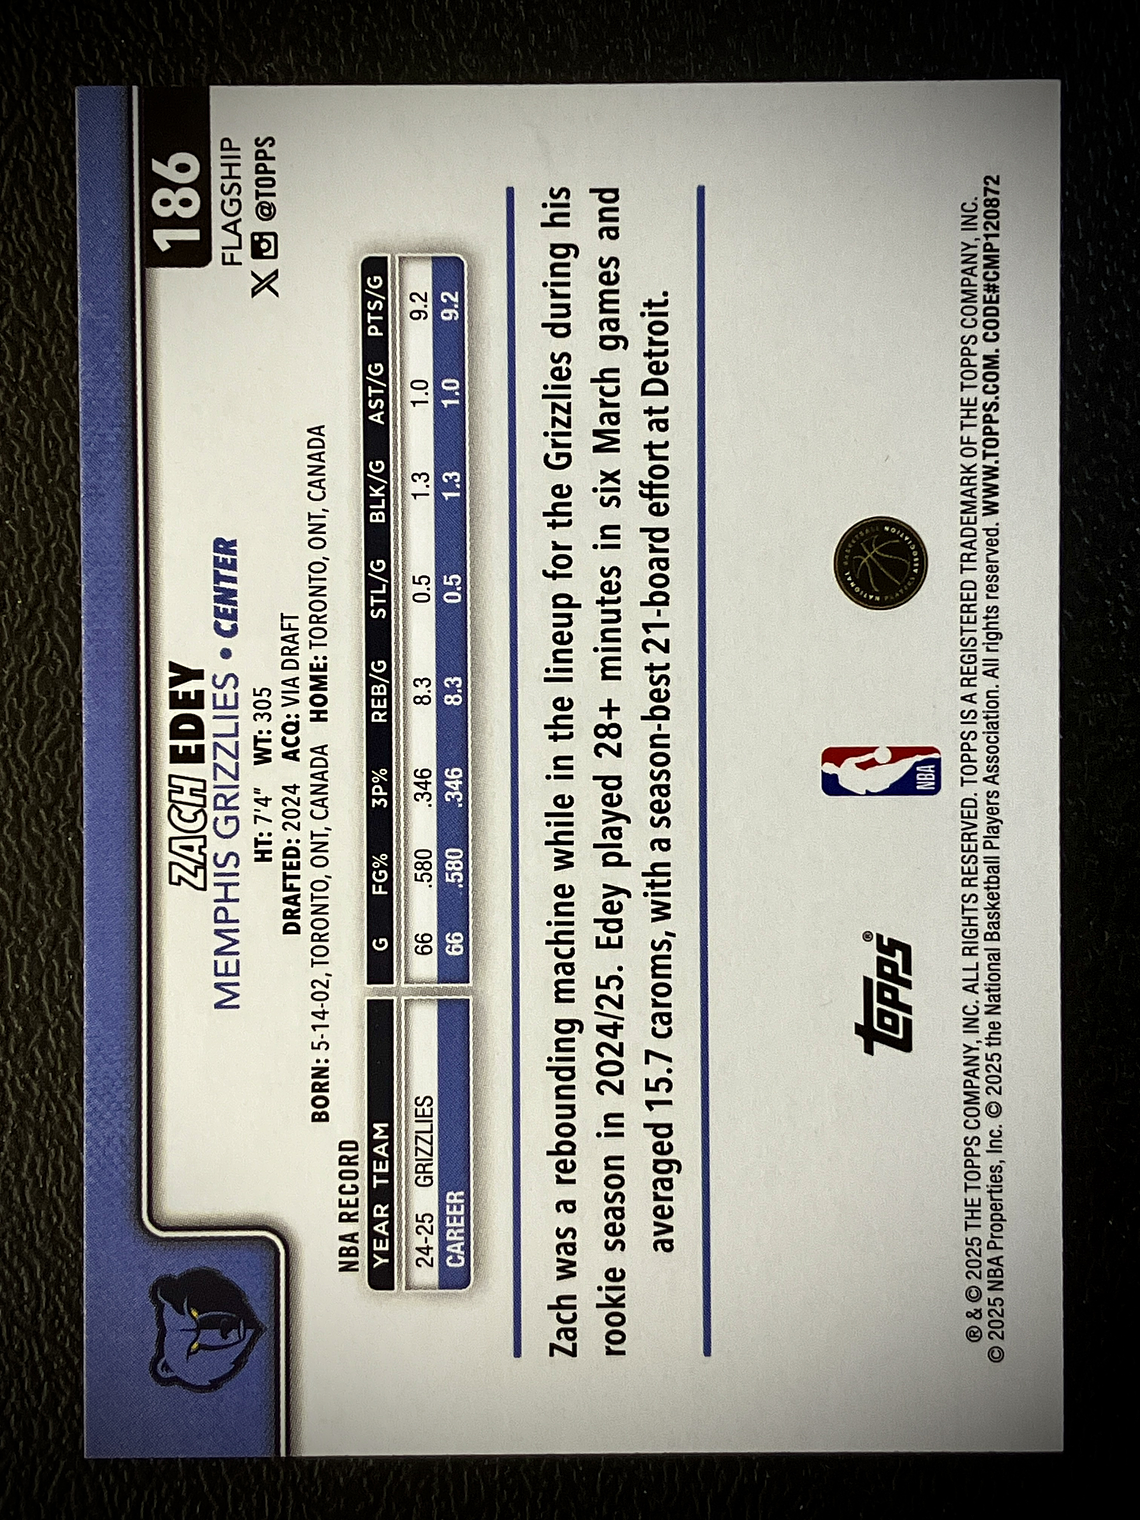 186
FLAGSHIP
X @TOPPS
ZACH EDEY
MEMPHIS GRIZZLIES • CENTER
HT: 7'4" WT: 305
DRAFTED: 2024 ACQ: VIA DRAFT
BORN: 5-14-02, TORONTO, ONT, CANADA HOME: TORONTO, ONT, CANADA
NBA RECORD
YEAR TEAM G FG% 3P% REB/G STL/G BLK/G AST/G PTS/G
24-25 GRIZZLIES 66 .580 .346 8.3 0.5 1.3 1.0 9.2
CAREER 66 .580 .346 8.3 0.5 1.3 1.0 9.2
Zach was a rebounding machine while in the lineup for the Grizzlies during his
rookie season in 2024/25. Edey played 28+ minutes in six March games and
averaged 15.7 caroms, with a season-best 21-board effort at Detroit.
topps®
NBA
NATIONAL BASKETBALL PLAYERS ASSOCIATION
® & © 2025 THE TOPPS COMPANY, INC. ALL RIGHTS RESERVED. TOPPS IS A REGISTERED TRADEMARK OF THE TOPPS COMPANY, INC.
© 2025 NBA Properties, Inc. © 2025 the National Basketball Players Association. All rights reserved. WWW.TOPPS.COM. CODE#CMP120872